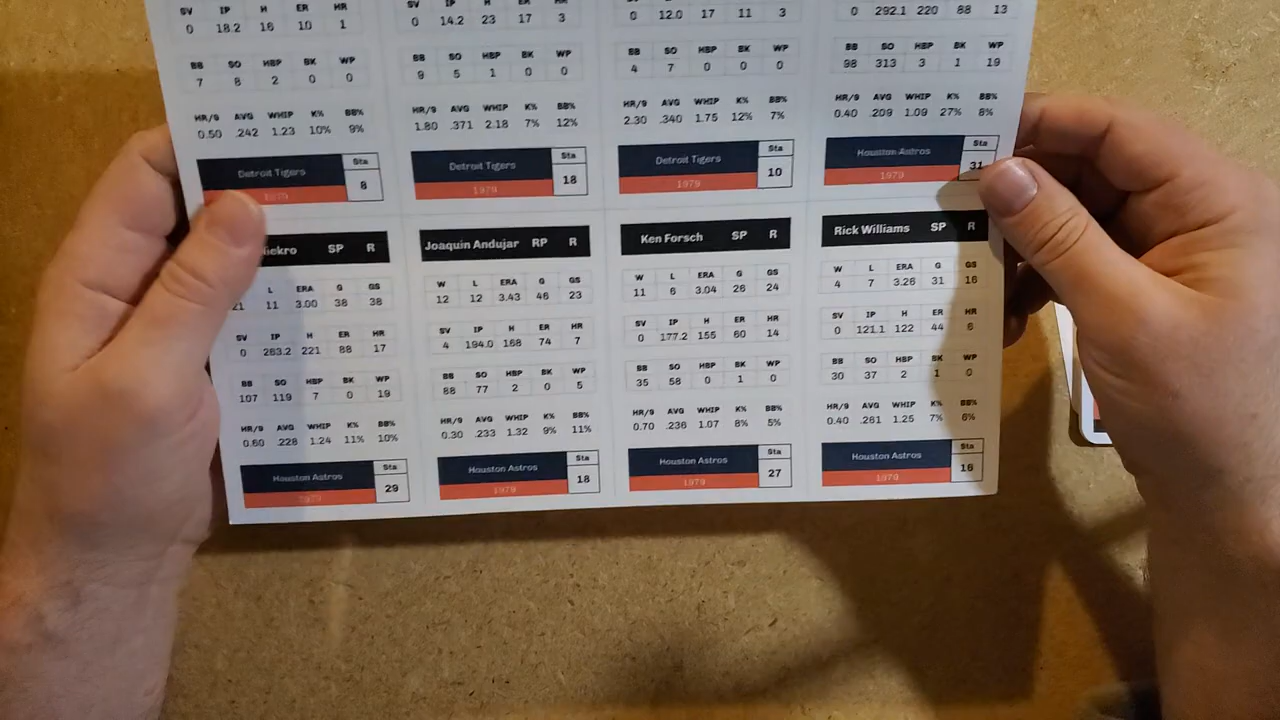 SV IP H ER HR
0 18.2 16 10 1
BB SO HBP BK WP
7 8 2 0 0
HR/9 AVG WHIP K% BB%
0.50 .242 1.23 10% 9%
Detroit Tigers Sta
1979 8
SV IP H ER HR
0 14.2 23 17 3
BB SO HBP BK WP
9 5 1 0 0
HR/9 AVG WHIP K% BB%
1.80 .371 2.18 7% 12%
Detroit Tigers Sta
1979 18
0 12.0 17 11 3
BB SO HBP BK WP
4 7 0 0 0
HR/9 AVG WHIP K% BB%
2.30 .340 1.75 12% 7%
Detroit Tigers Sta
1979 10
0 292.1 220 88 13
BB SO HBP BK WP
98 313 3 1 19
HR/9 AVG WHIP K% BB%
0.40 .209 1.09 27% 8%
Houston Astros Sta
1979 31
iekro SP R
L ERA G GS
21 11 3.00 38 38
SV IP H ER HR
0 263.2 221 88 17
BB SO HBP BK WP
107 119 7 0 19
HR/9 AVG WHIP K% BB%
0.60 .228 1.24 11% 10%
Houston Astros Sta
1979 29
Joaquin Andujar RP R
W L ERA G GS
12 12 3.43 46 23
SV IP H ER HR
4 194.0 168 74 7
BB SO HBP BK WP
88 77 2 0 5
HR/9 AVG WHIP K% BB%
0.30 .233 1.32 9% 11%
Houston Astros Sta
1979 18
Ken Forsch SP R
W L ERA G GS
11 6 3.04 26 24
SV IP H ER HR
0 177.2 155 60 14
BB SO HBP BK WP
35 58 0 1 0
HR/9 AVG WHIP K% BB%
0.70 .236 1.07 8% 5%
Houston Astros Sta
1979 27
Rick Williams SP R
W L ERA G GS
4 7 3.26 31 16
SV IP H ER HR
0 121.1 122 44 6
BB SO HBP BK WP
30 37 2 1 0
HR/9 AVG WHIP K% BB%
0.40 .261 1.25 7% 6%
Houston Astros Sta
1979 16